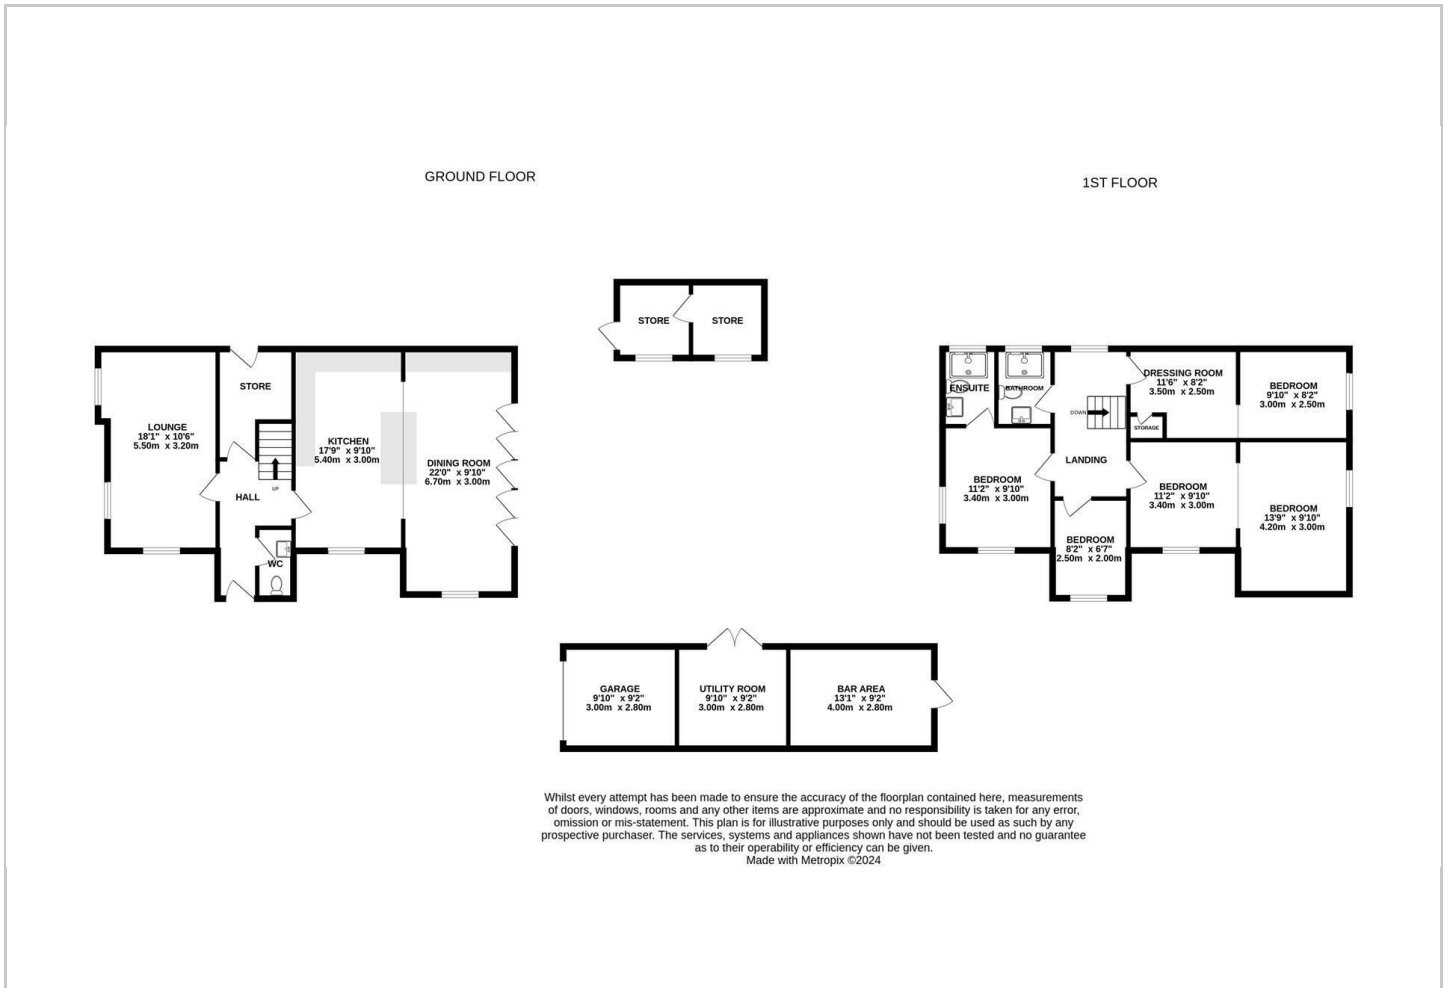 GROUND FLOOR
1ST FLOOR
STORE
STORE
STORE
LOUNGE
18'1" x 10'6"
5.50m x 3.20m
KITCHEN
17'9" x 9'10"
5.40m x 3.00m
DINING ROOM
22'0" x 9'10"
6.70m x 3.00m
UP
HALL
WC
ENSUITE
BATHROOM
DRESSING ROOM
11'6" x 8'2"
3.50m x 2.50m
BEDROOM
9'10" x 8'2"
3.00m x 2.50m
DOWN
STORAGE
LANDING
BEDROOM
11'2" x 9'10"
3.40m x 3.00m
BEDROOM
11'2" x 9'10"
3.40m x 3.00m
BEDROOM
13'9" x 9'10"
4.20m x 3.00m
BEDROOM
8'2" x 6'7"
2.50m x 2.00m
GARAGE
9'10" x 9'2"
3.00m x 2.80m
UTILITY ROOM
9'10" x 9'2"
3.00m x 2.80m
BAR AREA
13'1" x 9'2"
4.00m x 2.80m
Whilst every attempt has been made to ensure the accuracy of the floorplan contained here, measurements
of doors, windows, rooms and any other items are approximate and no responsibility is taken for any error,
omission or mis-statement. This plan is for illustrative purposes only and should be used as such by any
prospective purchaser. The services, systems and appliances shown have not been tested and no guarantee
as to their operability or efficiency can be given.
Made with Metropix ©2024